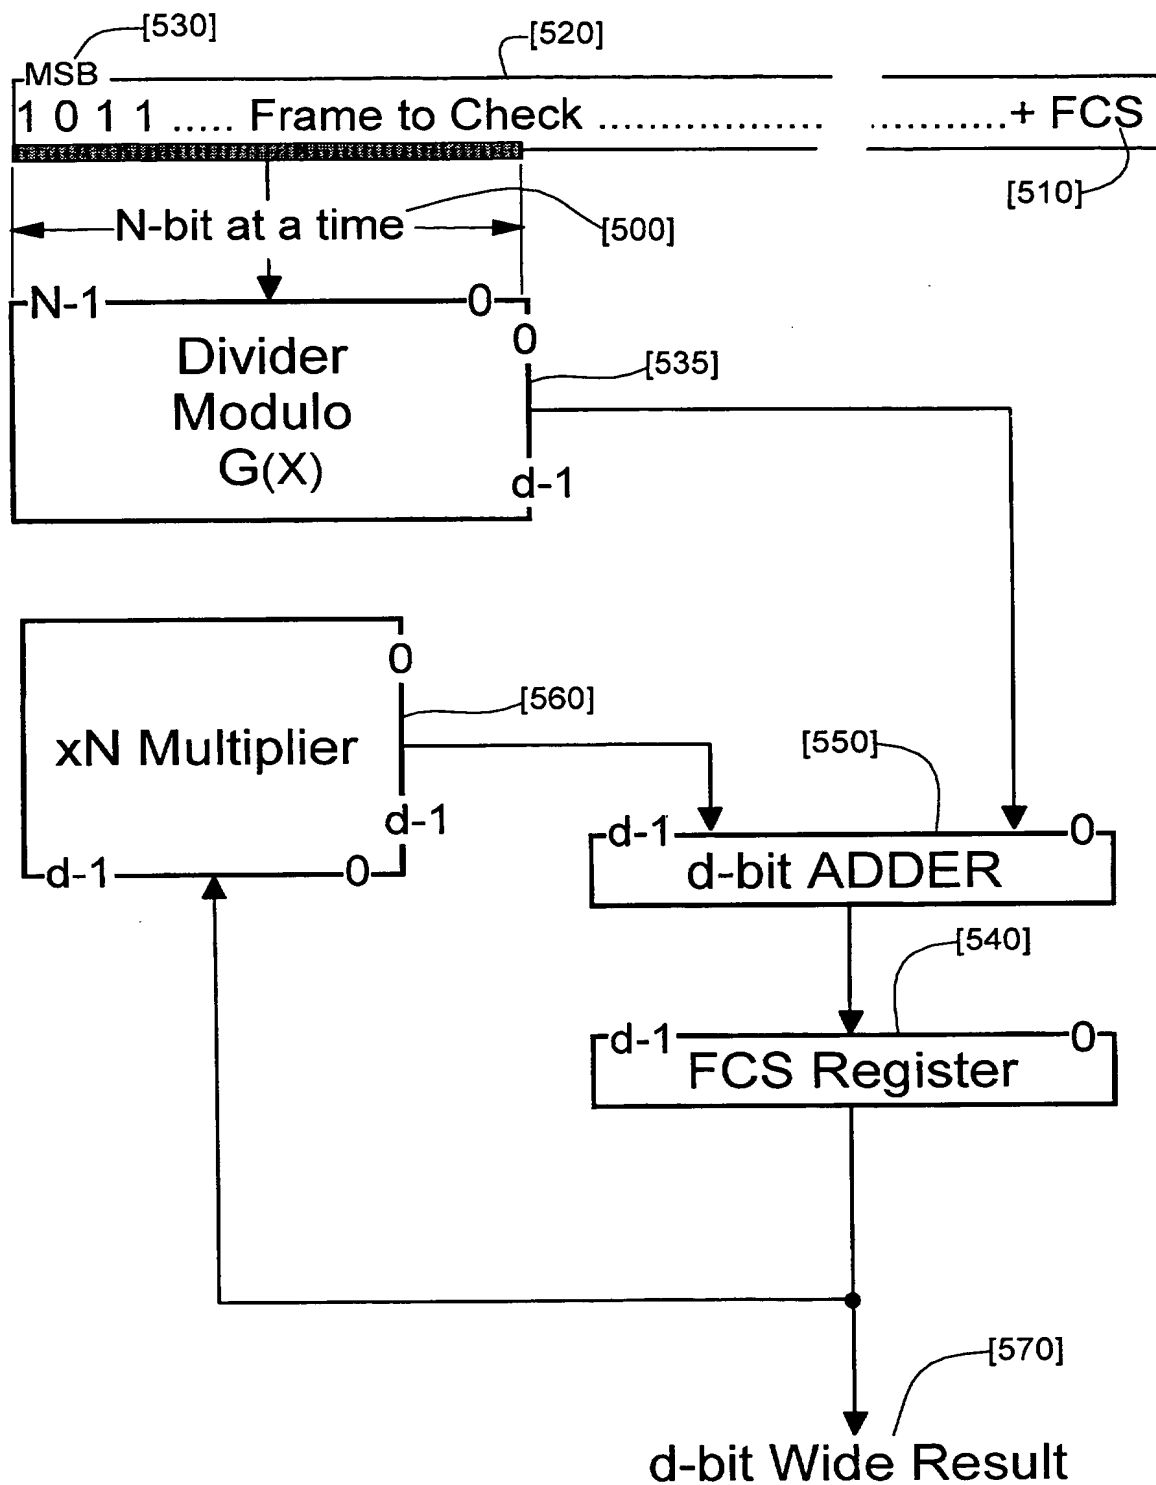 [530]
[520]
MSB
1 0 1 1 ..... Frame to Check ........................ ............+ FCS
[510]
N-bit at a time
[500]
N-1 0
0
Divider
Modulo
G(X)
[535]
d-1
0
[560]
xN Multiplier
[550]
d-1
d-1 0
d-1 0
d-bit ADDER
[540]
d-1 0
FCS Register
[570]
d-bit Wide Result